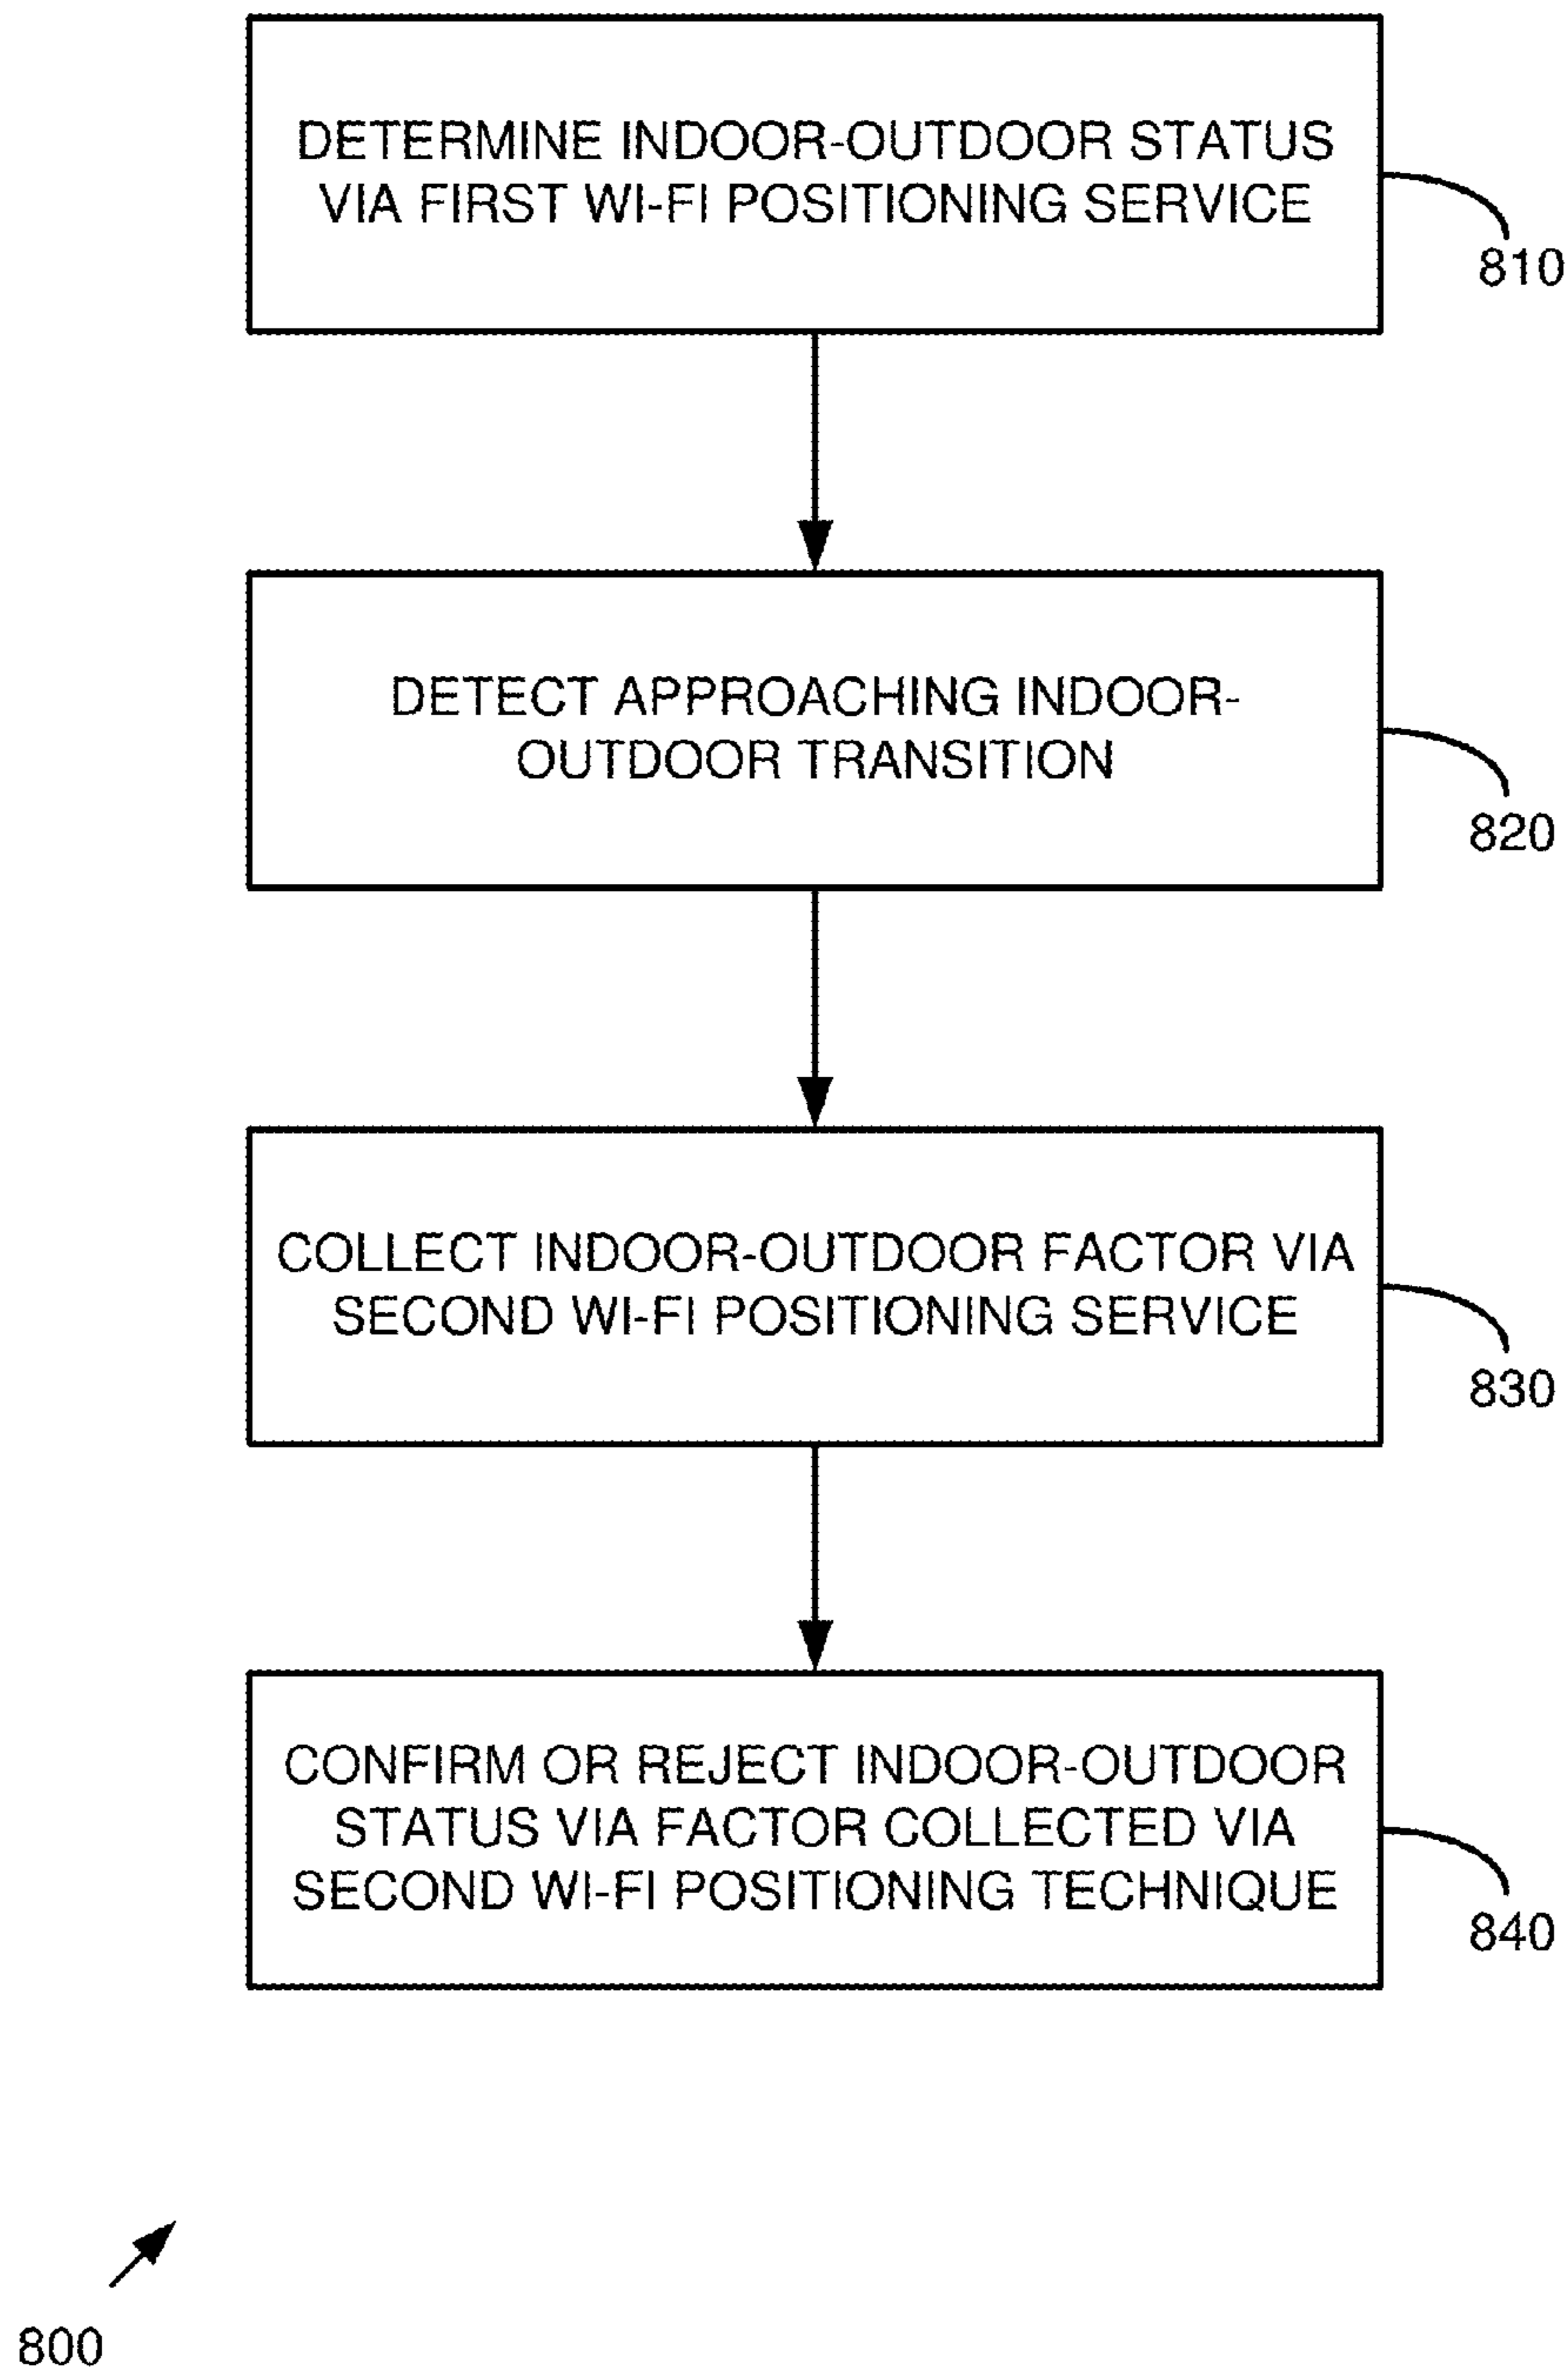 DETERMINE INDOOR-OUTDOOR STATUS
VIA FIRST WI-FI POSITIONING SERVICE
810
DETECT APPROACHING INDOOR-
OUTDOOR TRANSITION
820
COLLECT INDOOR-OUTDOOR FACTOR VIA
SECOND WI-FI POSITIONING SERVICE
830
CONFIRM OR REJECT INDOOR-OUTDOOR
STATUS VIA FACTOR COLLECTED VIA
SECOND WI-FI POSITIONING TECHNIQUE
840
800